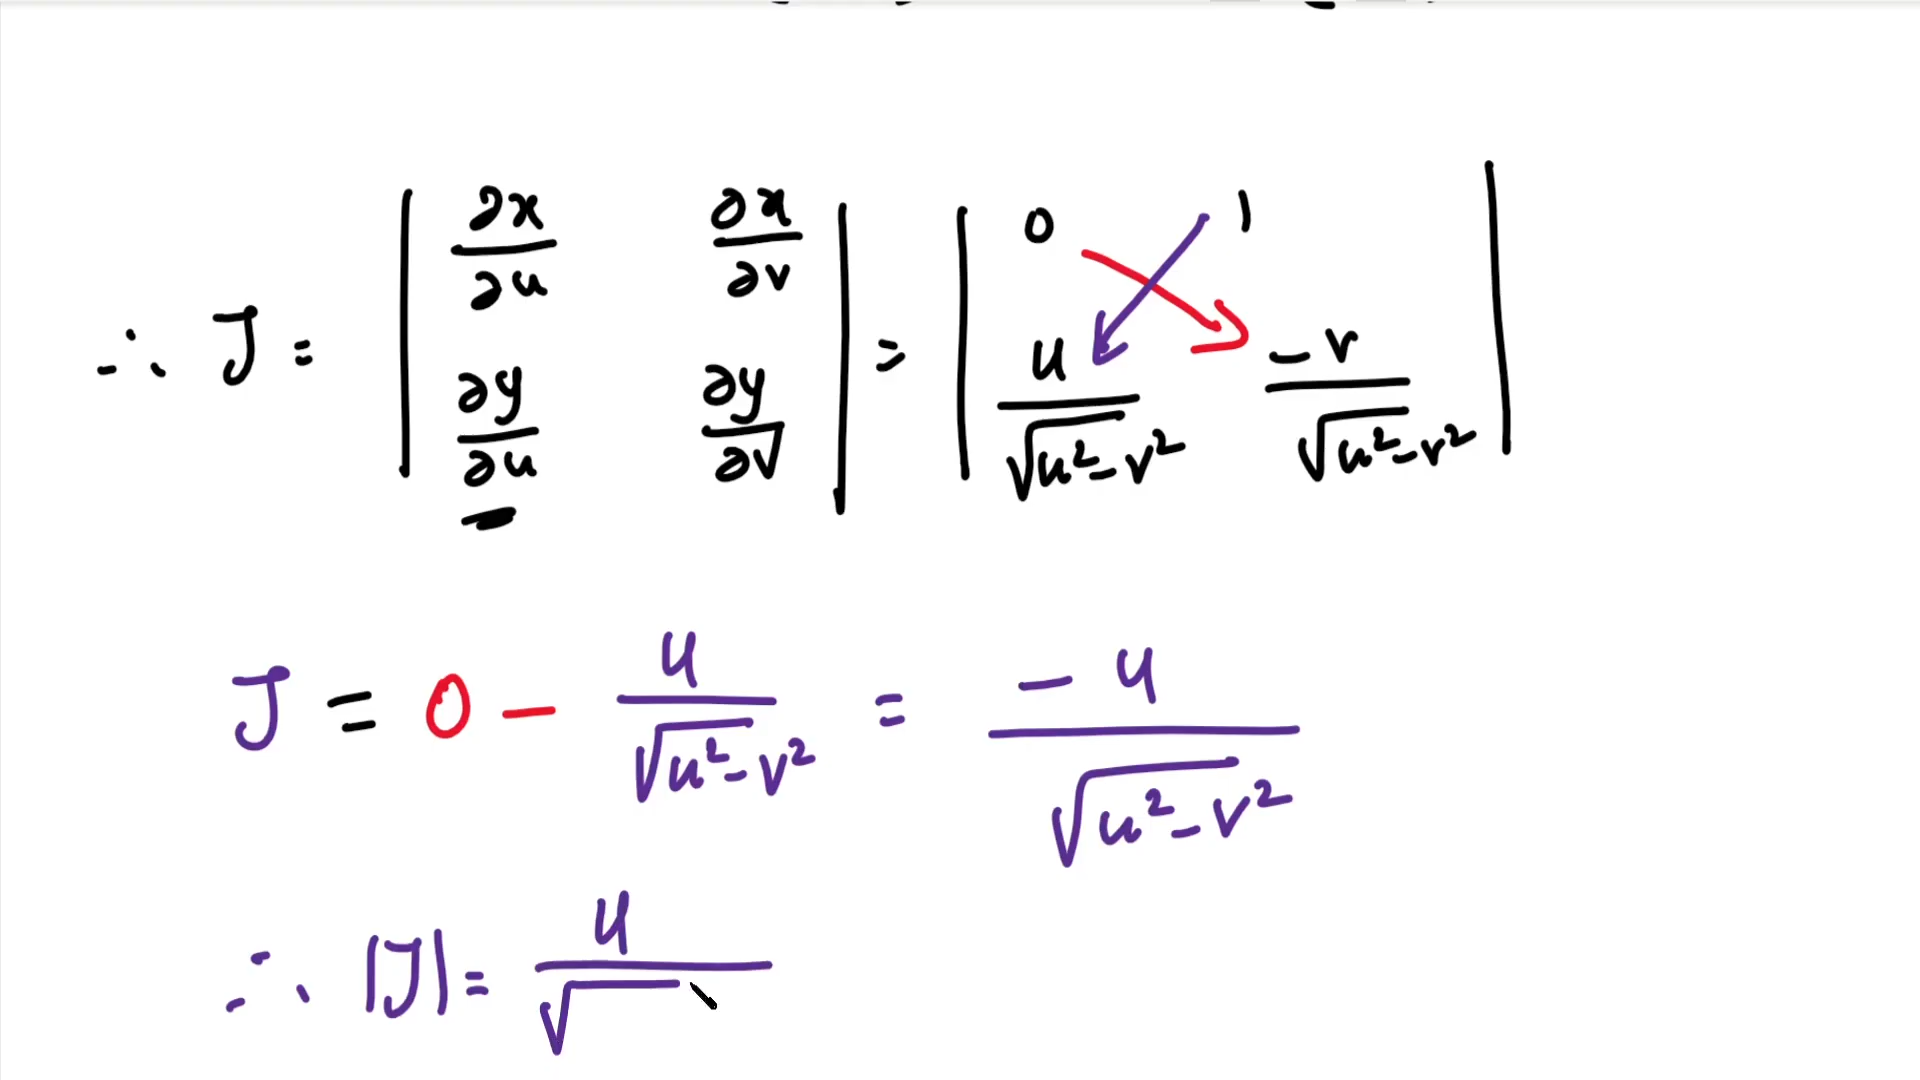 ∴ J = | ∂x/∂u ∂x/∂v ; ∂y/∂u ∂y/∂v | = | 0 1 ; u/√(u²-v²) -v/√(u²-v²) |
J = 0 - u/√(u²-v²) = -u/√(u²-v²)
∴ |J| = u/√